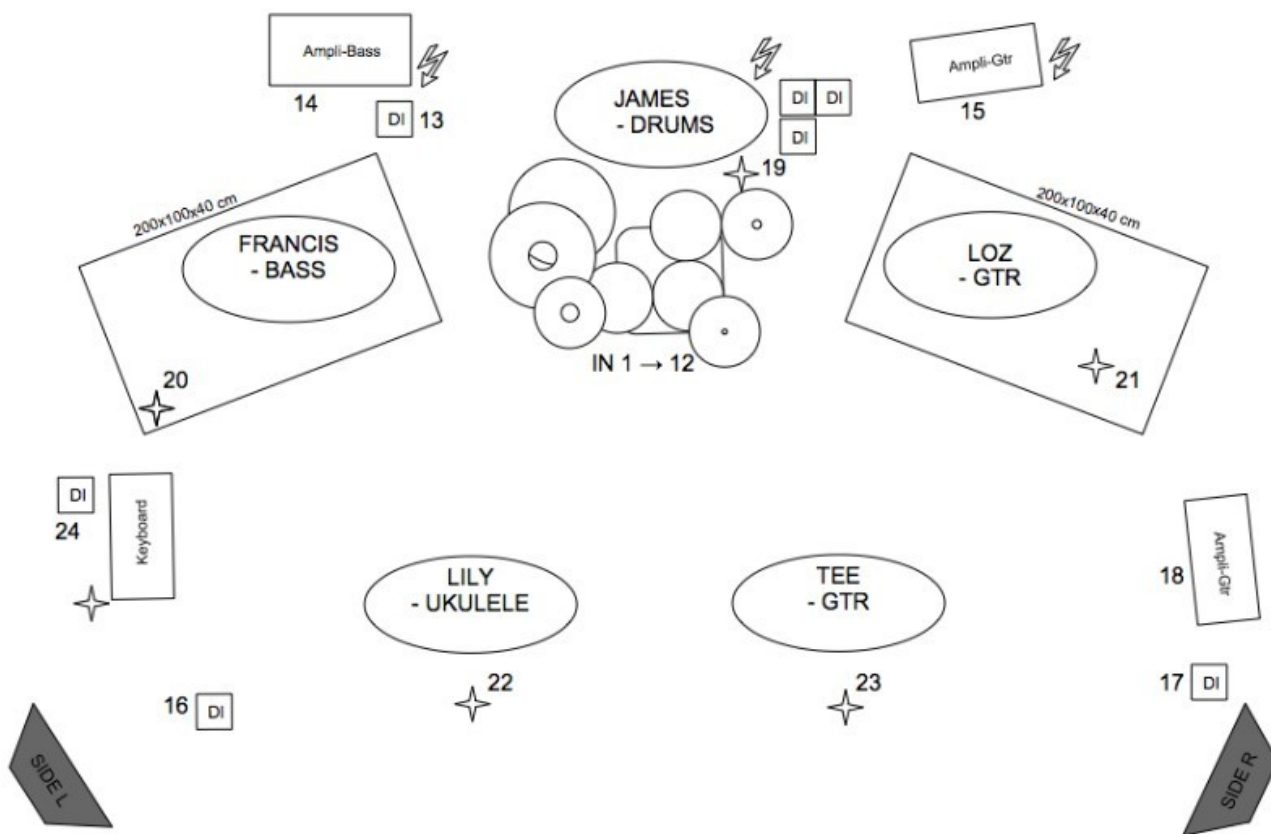 Ampli-Bass
14
DI
13
JAMES
- DRUMS
DI
DI
DI
19
Ampli-Gtr
15
200x100x40 cm
FRANCIS
- BASS
20
IN 1 → 12
200x100x40 cm
LOZ
- GTR
21
DI
24
Keyboard
LILY
- UKULELE
22
TEE
- GTR
23
18
Ampli-Gtr
16
DI
17
DI
SIDE L
SIDE R